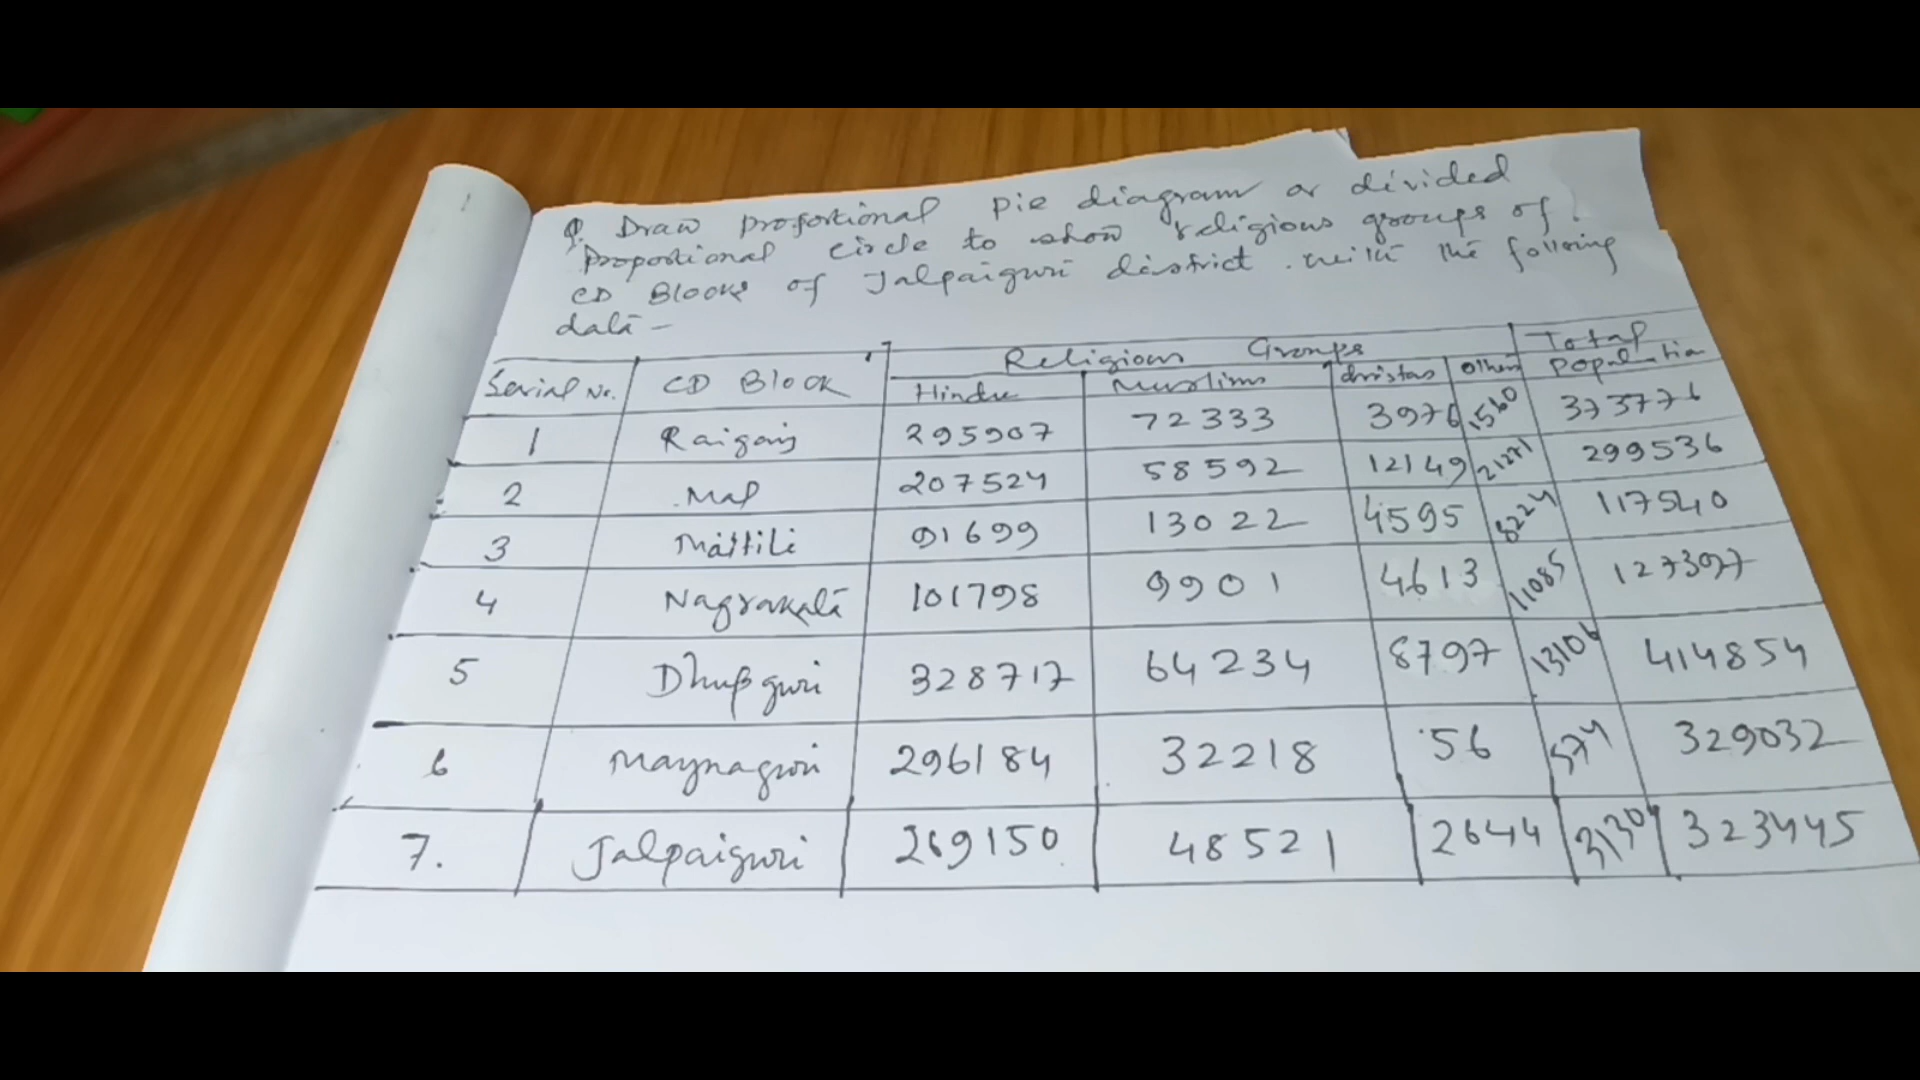 Q. Draw proportional pie diagram or divided
proportional circle to show religious groups of
CD Blocks of Jalpaiguri district with the following
data -
Religious Groups Total
Serial No. CD Block Hindu Muslims christas Others Population
1 Raiganj 295907 72333 3976 1560 373776
2 Mal 207524 58592 12149 21271 299536
3 Mattili 91699 13022 4595 8224 117540
4 Nagrakata 101798 9901 4613 11085 127397
5 Dhupguri 328717 64234 8797 13106 414854
6 Maynaguri 296184 32218 56 574 329032
7. Jalpaiguri 269150 48521 2644 3130 323445